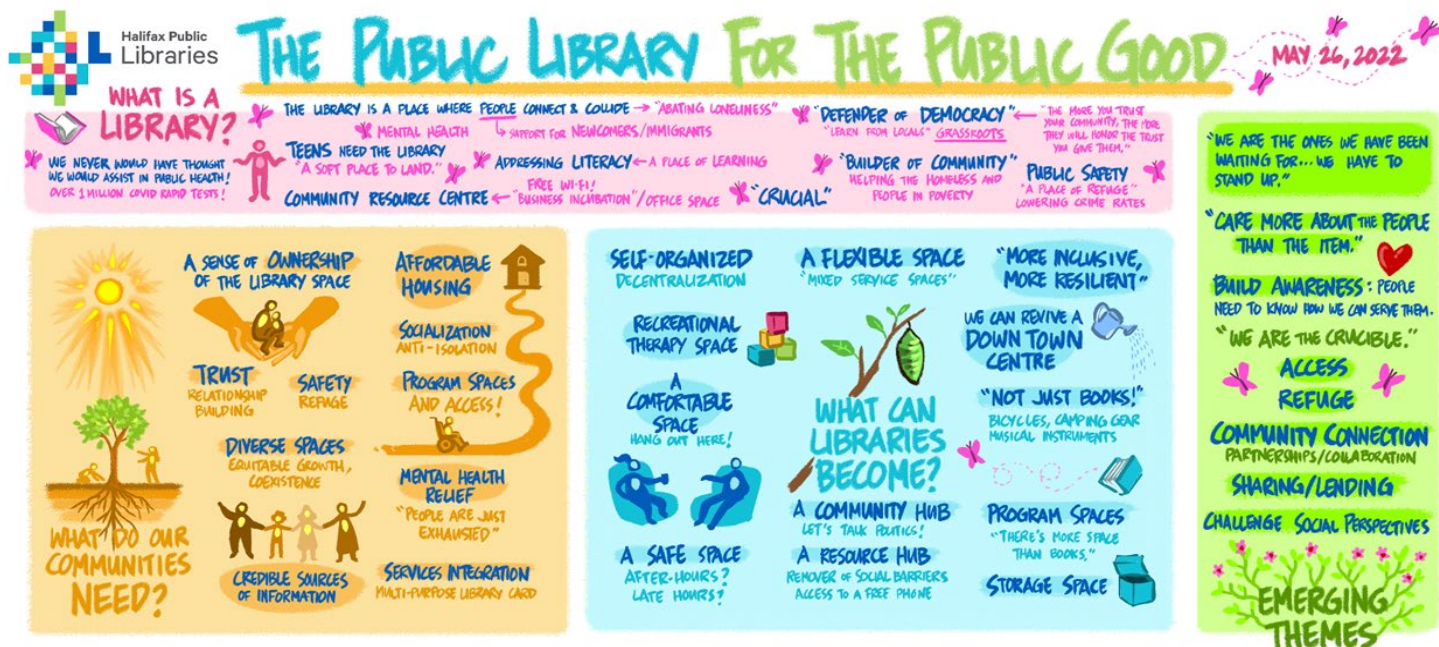 Halifax Public
Libraries
THE PUBLIC LIBRARY FOR THE PUBLIC GOOD
MAY 26, 2022
WHAT IS A
LIBRARY?
WE NEVER WOULD HAVE THOUGHT
WE WOULD ASSIST IN PUBLIC HEALTH!
OVER 1 MILLION COVID RAPID TESTS!
THE LIBRARY IS A PLACE WHERE PEOPLE CONNECT & COLLIDE → "ABATING LONELINESS"
MENTAL HEALTH
SUPPORT FOR NEWCOMERS/IMMIGRANTS
TEENS NEED THE LIBRARY
"A SOFT PLACE TO LAND."
ADDRESSING LITERACY ← A PLACE OF LEARNING
COMMUNITY RESOURCE CENTRE ←
FREE WI-FI!
"BUSINESS INCUBATION"/OFFICE SPACE
"CRUCIAL"
"DEFENDER OF DEMOCRACY" ←
"LEARN FROM LOCALS" GRASSROOTS
"THE MORE YOU TRUST
YOUR COMMUNITY, THE MORE
THEY WILL HONOR THE TRUST
YOU GIVE THEM."
"BUILDER OF COMMUNITY"
HELPING THE HOMELESS AND
PEOPLE IN POVERTY
PUBLIC SAFETY
"A PLACE OF REFUGE"
LOWERING CRIME RATES
A SENSE OF OWNERSHIP
OF THE LIBRARY SPACE
TRUST
RELATIONSHIP
BUILDING
SAFETY
REFUGE
DIVERSE SPACES
EQUITABLE GROWTH,
COEXISTENCE
CREDIBLE SOURCES
OF INFORMATION
AFFORDABLE
HOUSING
SOCIALIZATION
ANTI-ISOLATION
PROGRAM SPACES
AND ACCESS!
MENTAL HEALTH
RELIEF
"PEOPLE ARE JUST
EXHAUSTED"
SERVICES INTEGRATION
MULTI-PURPOSE LIBRARY CARD
WHAT DO OUR
COMMUNITIES
NEED?
SELF-ORGANIZED
DECENTRALIZATION
RECREATIONAL
THERAPY SPACE
A
COMFORTABLE
SPACE
HANG OUT HERE!
A SAFE SPACE
AFTER-HOURS?
LATE HOURS?
A FLEXIBLE SPACE
"MIXED SERVICE SPACES"
WHAT CAN
LIBRARIES
BECOME?
A COMMUNITY HUB
LET'S TALK POLITICS!
A RESOURCE HUB
REMOVER OF SOCIAL BARRIERS
ACCESS TO A FREE PHONE
"MORE INCLUSIVE,
MORE RESILIENT"
WE CAN REVIVE A
DOWN TOWN
CENTRE
"NOT JUST BOOKS!"
BICYCLES, CAMPING GEAR
MUSICAL INSTRUMENTS
PROGRAM SPACES
"THERE'S MORE SPACE
THAN BOOKS."
STORAGE SPACE
"WE ARE THE ONES WE HAVE BEEN
WAITING FOR... WE HAVE TO
STAND UP."
"CARE MORE ABOUT THE PEOPLE
THAN THE ITEM."
BUILD AWARENESS: PEOPLE
NEED TO KNOW HOW WE CAN SERVE THEM.
"WE ARE THE CRUCIBLE."
ACCESS
REFUGE
COMMUNITY CONNECTION
PARTNERSHIPS/COLLABORATION
SHARING/LENDING
CHALLENGE SOCIAL PERSPECTIVES
EMERGING
THEMES